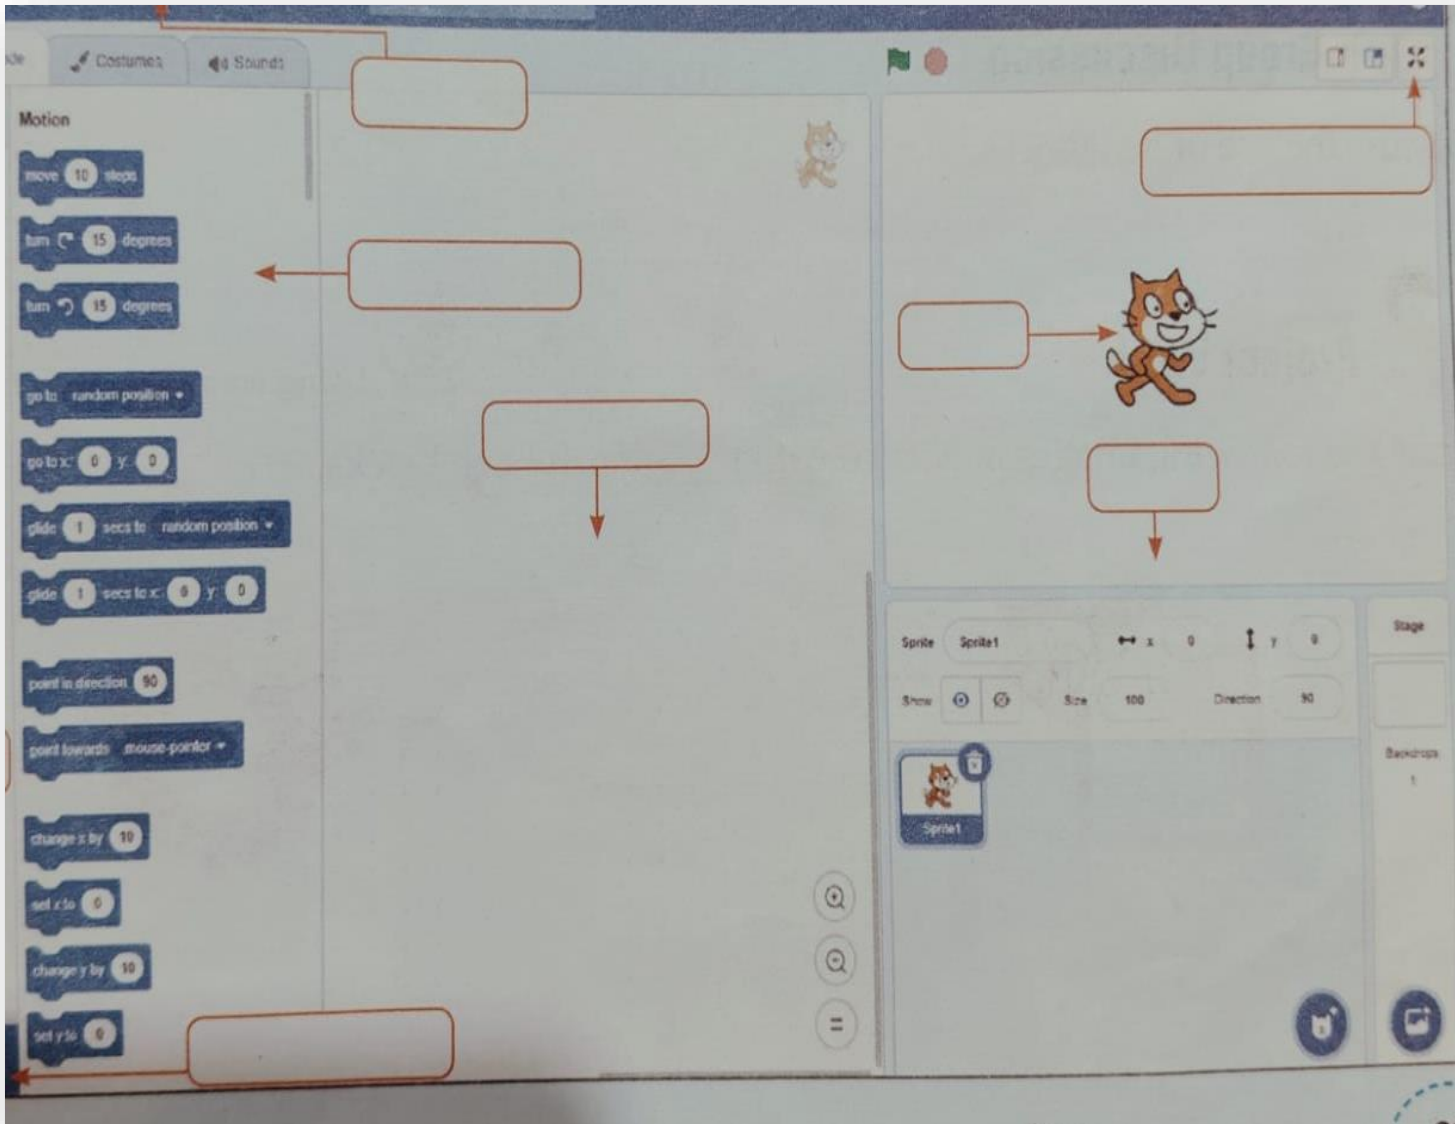 Costumes
Sounds
Motion
move 10 steps
turn 15 degrees
turn 15 degrees
go to random position
go to x: 0 y: 0
glide 1 secs to random position
glide 1 secs to x: 0 y: 0
point in direction 90
point towards mouse-pointer
change x by 10
set x to 0
change y by 10
set y to 0
Sprite Sprite1 x 0 y 0
Show Size 100 Direction 90
Sprite1
Stage
Backdrops
1